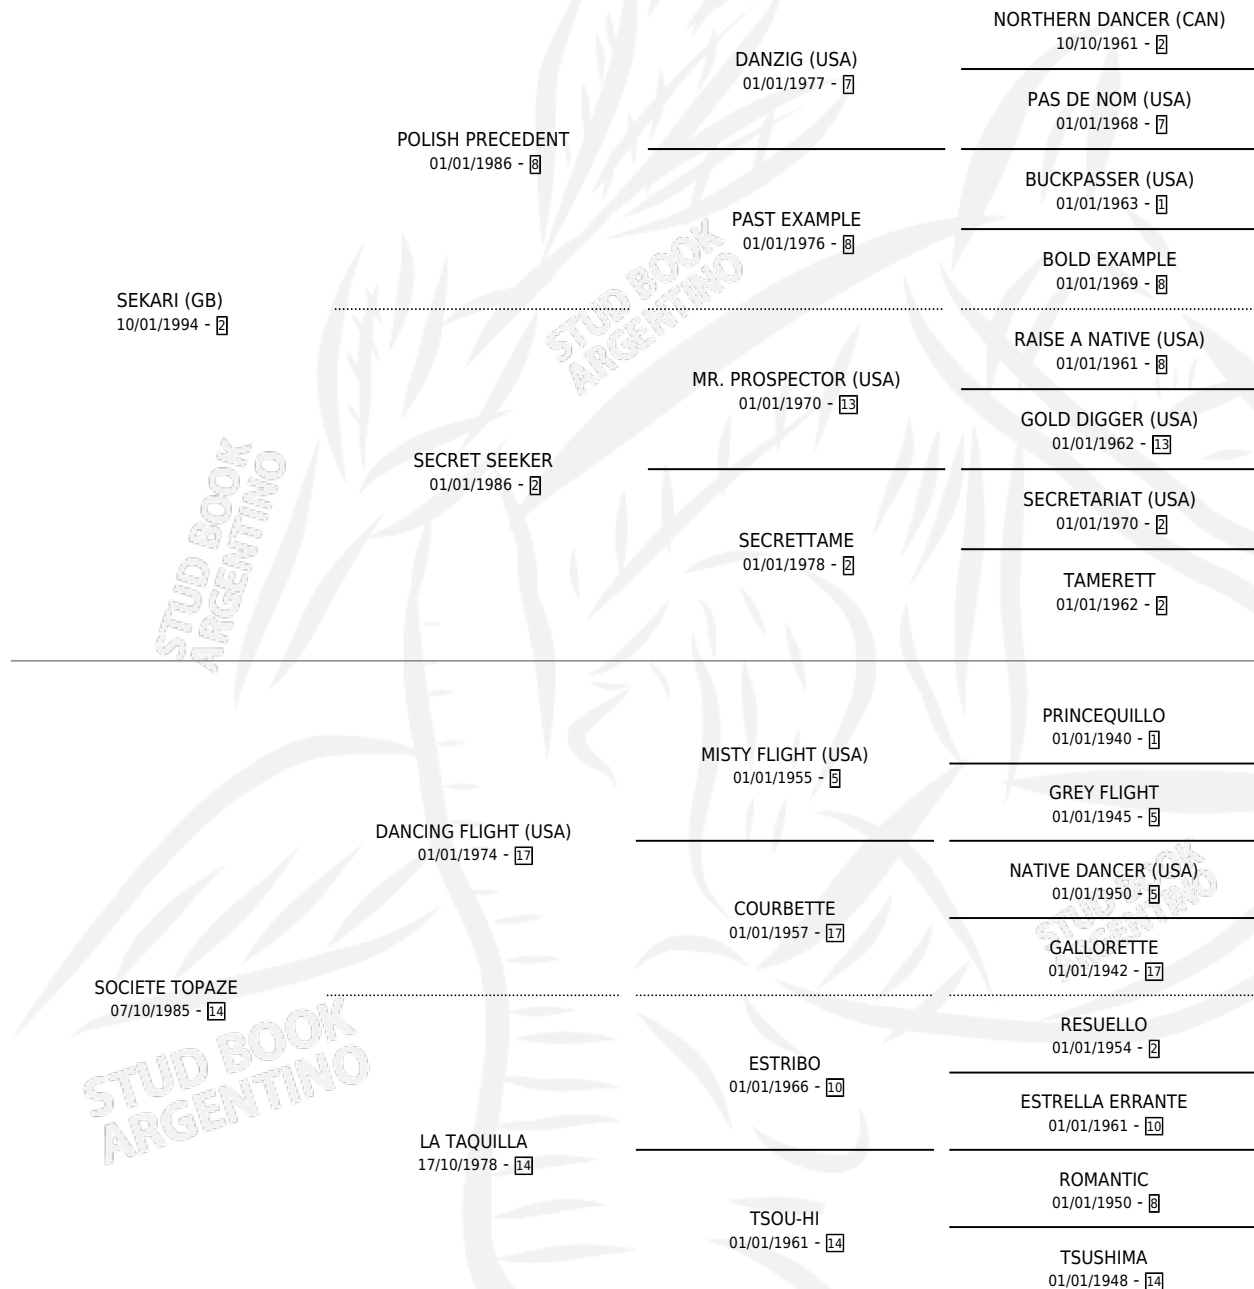 SEKARI (GB)
10/01/1994 - 2
POLISH PRECEDENT
01/01/1986 - 8
SECRET SEEKER
01/01/1986 - 2
DANZIG (USA)
01/01/1977 - 7
PAST EXAMPLE
01/01/1976 - 8
MR. PROSPECTOR (USA)
01/01/1970 - 13
SECRETTAME
01/01/1978 - 2
NORTHERN DANCER (CAN)
10/10/1961 - 2
PAS DE NOM (USA)
01/01/1968 - 7
BUCKPASSER (USA)
01/01/1963 - 1
BOLD EXAMPLE
01/01/1969 - 8
RAISE A NATIVE (USA)
01/01/1961 - 8
GOLD DIGGER (USA)
01/01/1962 - 13
SECRETARIAT (USA)
01/01/1970 - 2
TAMERETT
01/01/1962 - 2
SOCIETE TOPAZE
07/10/1985 - 14
DANCING FLIGHT (USA)
01/01/1974 - 17
LA TAQUILLA
17/10/1978 - 14
MISTY FLIGHT (USA)
01/01/1955 - 5
COURBETTE
01/01/1957 - 17
ESTRIBO
01/01/1966 - 10
TSOU-HI
01/01/1961 - 14
PRINCEQUILLO
01/01/1940 - 1
GREY FLIGHT
01/01/1945 - 5
NATIVE DANCER (USA)
01/01/1950 - 5
GALLORETTE
01/01/1942 - 17
RESUELLO
01/01/1954 - 2
ESTRELLA ERRANTE
01/01/1961 - 10
ROMANTIC
01/01/1950 - 8
TSUSHIMA
01/01/1948 - 14
STUD BOOK
ARGENTINO
STUD BOOK
ARGENTINO
STUD BOOK
ARGENTINO
STUD BOOK
ARGENTINO